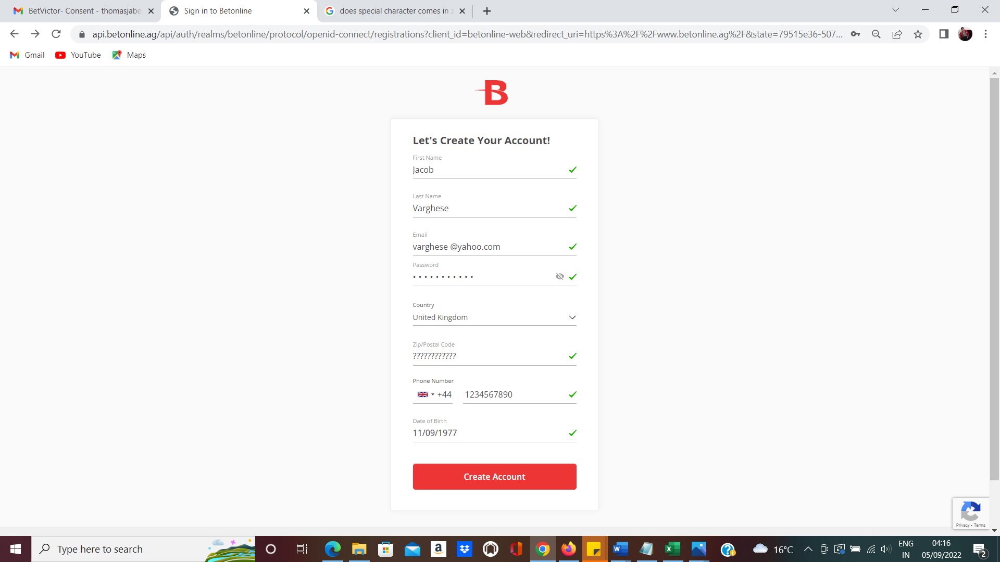 BetVictor- Consent - thomasjabe
Sign in to Betonline
does special character comes in z
api.betonline.ag/api/auth/realms/betonline/protocol/openid-connect/registrations?client_id=betonline-web&redirect_uri=https%3A%2F%2Fwww.betonline.ag%2F&state=79515e36-507...
Gmail
YouTube
Maps
B
Let's Create Your Account!
First Name
Jacob
Last Name
Varghese
Email
varghese @yahoo.com
Password
• • • • • • • • • • •
Country
United Kingdom
Zip/Postal Code
????????????
Phone Number
+44 1234567890
Date of Birth
11/09/1977
Create Account
Privacy - Terms
Type here to search
16°C
ENG
IN
04:16
05/09/2022
2